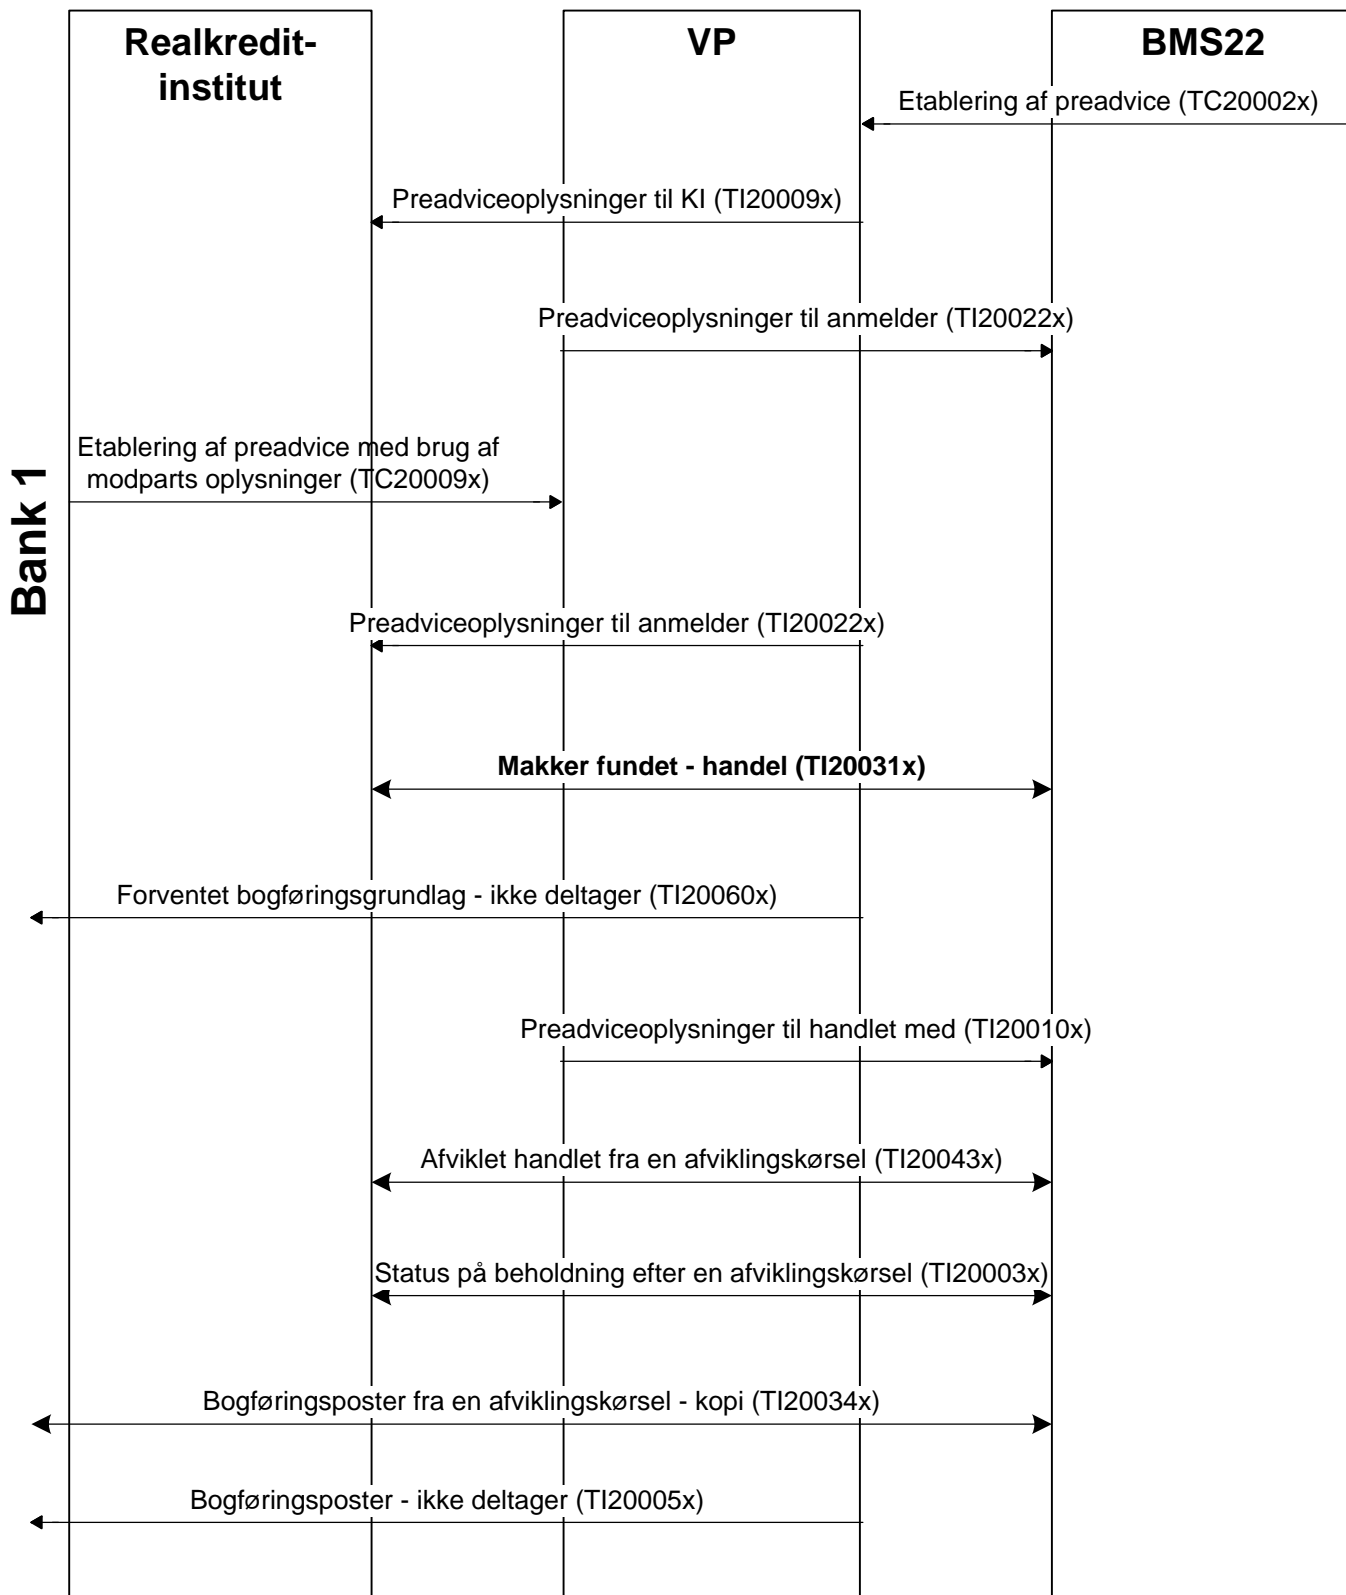 Realkredit-
institut
VP
BMS22
Etablering af preadvice (TC20002x)
Preadviceoplysninger til KI (TI20009x)
Preadviceoplysninger til anmelder (TI20022x)
Etablering af preadvice med brug af
modparts oplysninger (TC20009x)
Bank 1
Preadviceoplysninger til anmelder (TI20022x)
Makker fundet - handel (TI20031x)
Forventet bogføringsgrundlag - ikke deltager (TI20060x)
Preadviceoplysninger til handlet med (TI20010x)
Afviklet handlet fra en afviklingskørsel (TI20043x)
Status på beholdning efter en afviklingskørsel (TI20003x)
Bogføringsposter fra en afviklingskørsel - kopi (TI20034x)
Bogføringsposter - ikke deltager (TI20005x)